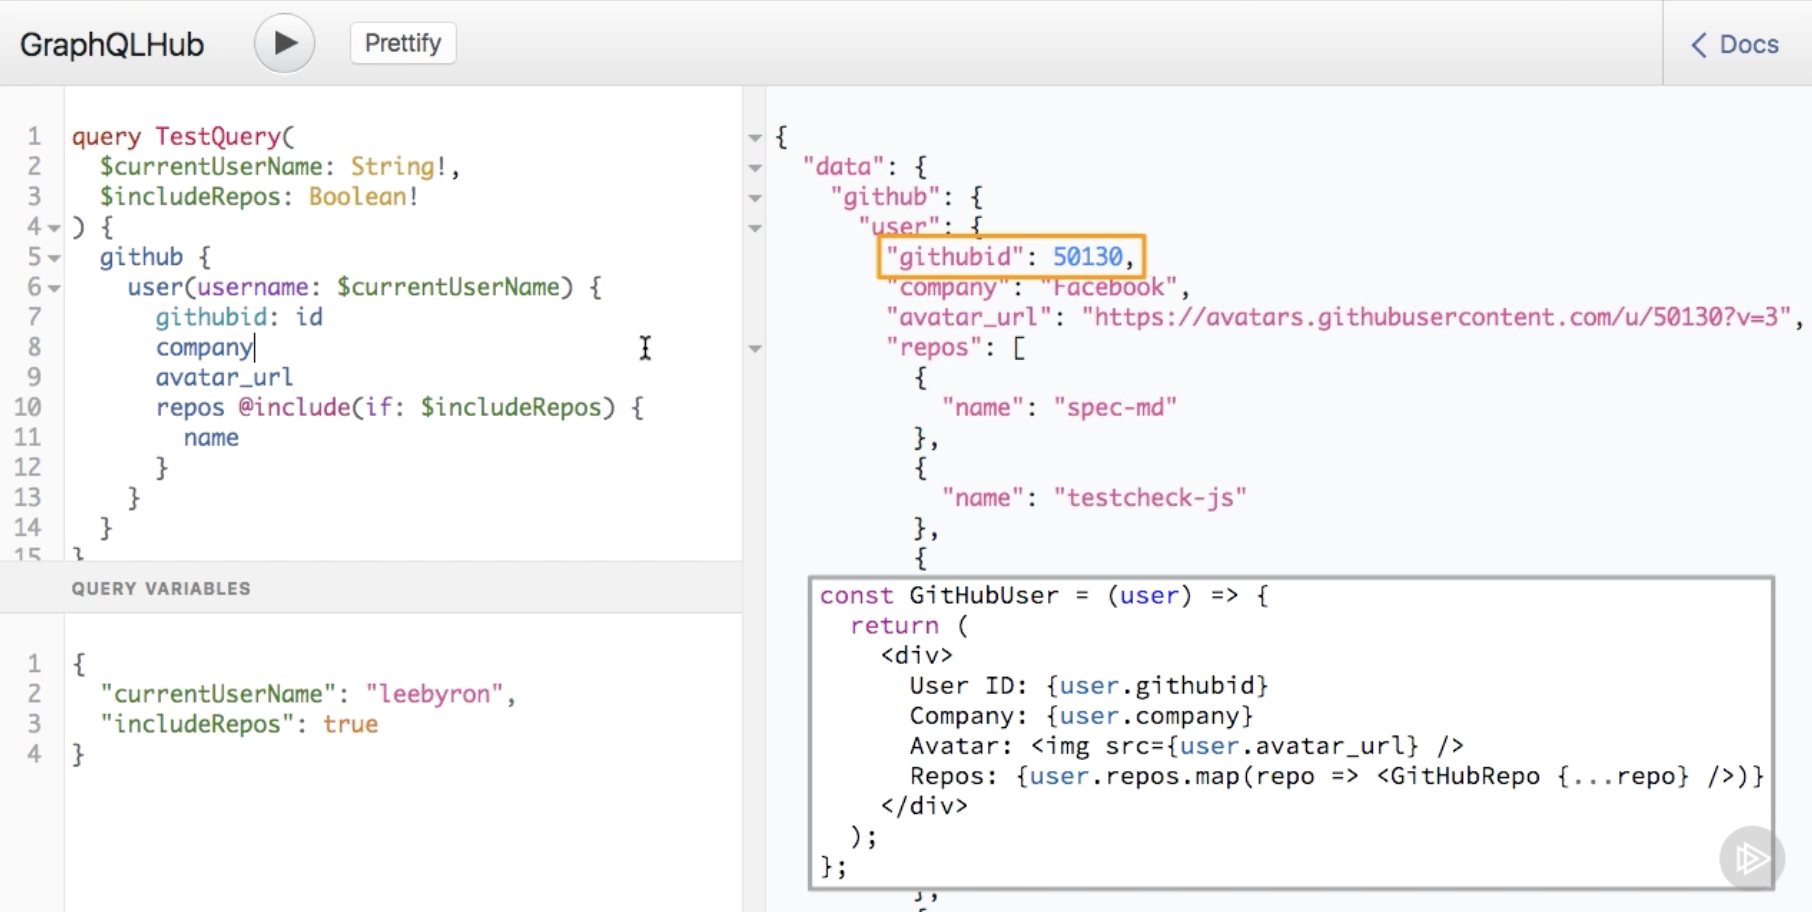 GraphQLHub
Prettify
Docs
1 query TestQuery(
2 $currentUserName: String!,
3 $includeRepos: Boolean!
4 ) {
5 github {
6 user(username: $currentUserName) {
7 githubid: id
8 company
9 avatar_url
10 repos @include(if: $includeRepos) {
11 name
12 }
13 }
14 }
15 }
QUERY VARIABLES
1 {
2 "currentUserName": "leebyron",
3 "includeRepos": true
4 }
{
"data": {
"github": {
"user": {
"githubid": 50130,
"company": "Facebook",
"avatar_url": "https://avatars.githubusercontent.com/u/50130?v=3",
"repos": [
{
"name": "spec-md"
},
{
"name": "testcheck-js"
},
{
const GitHubUser = (user) => {
return (
<div>
User ID: {user.githubid}
Company: {user.company}
Avatar: <img src={user.avatar_url} />
Repos: {user.repos.map(repo => <GitHubRepo {...repo} />)}
</div>
);
};
},